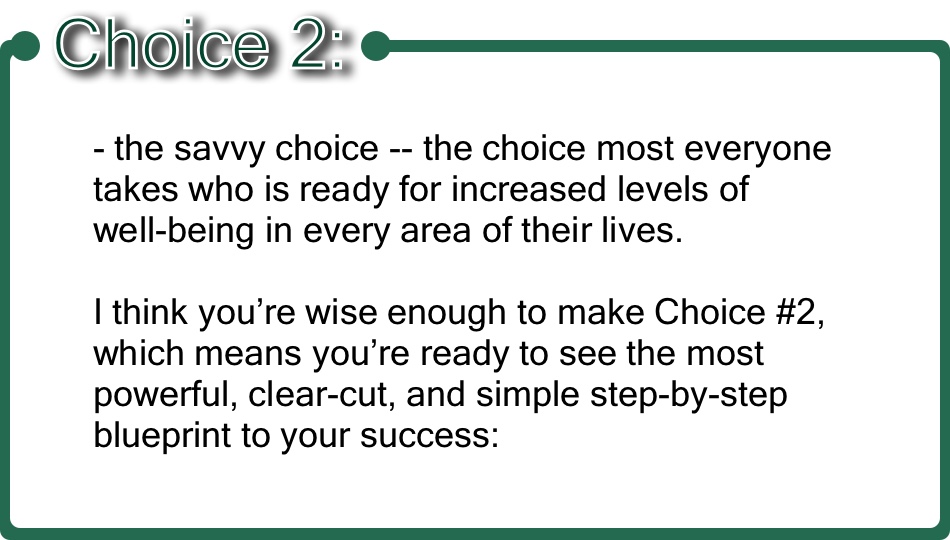 Choice 2:
- the savvy choice -- the choice most everyone
takes who is ready for increased levels of
well-being in every area of their lives.
I think you’re wise enough to make Choice #2,
which means you’re ready to see the most
powerful, clear-cut, and simple step-by-step
blueprint to your success: